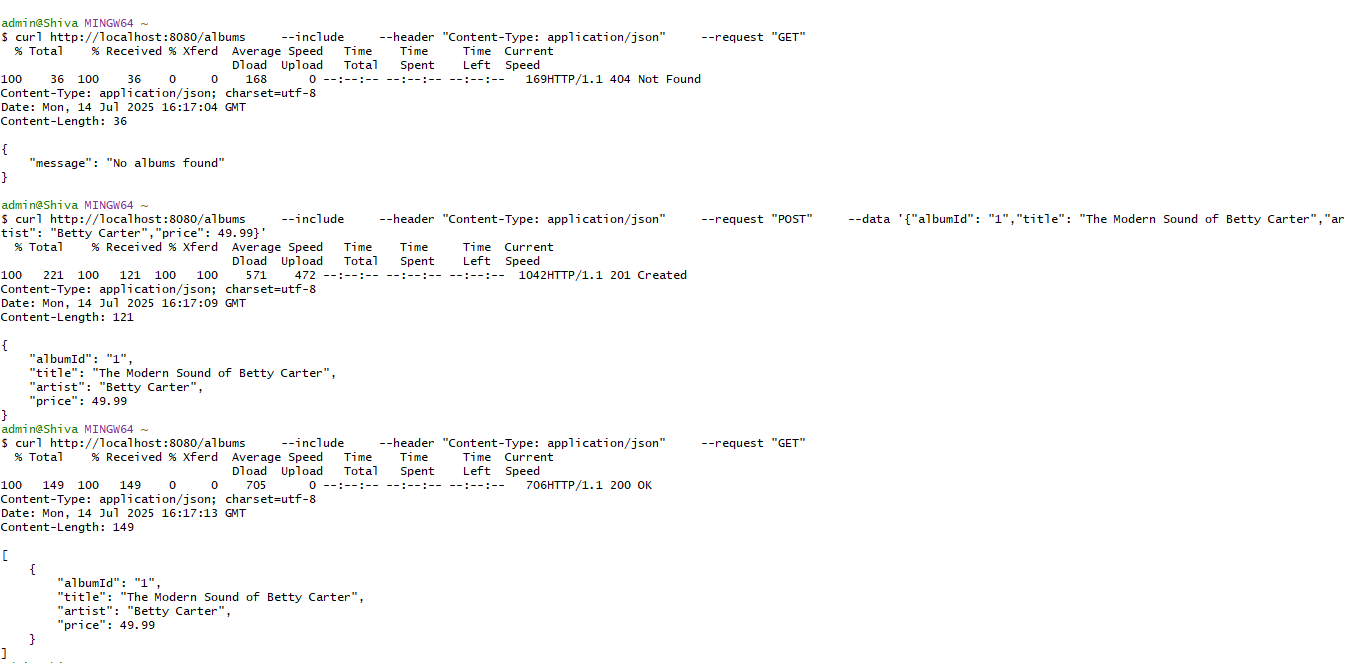 admin@Shiva MINGW64 ~
$ curl http://localhost:8080/albums     --include     --header "Content-Type: application/json"     --request "GET"
  % Total    % Received % Xferd  Average Speed   Time    Time     Time  Current
                                 Dload  Upload   Total   Spent    Left  Speed
100    36  100    36    0     0    168      0 --:--:-- --:--:-- --:--:--   169HTTP/1.1 404 Not Found
Content-Type: application/json; charset=utf-8
Date: Mon, 14 Jul 2025 16:17:04 GMT
Content-Length: 36

{
    "message": "No albums found"
}

admin@Shiva MINGW64 ~
$ curl http://localhost:8080/albums     --include     --header "Content-Type: application/json"     --request "POST"     --data '{"albumId": "1","title": "The Modern Sound of Betty Carter","ar
tist": "Betty Carter","price": 49.99}'
  % Total    % Received % Xferd  Average Speed   Time    Time     Time  Current
                                 Dload  Upload   Total   Spent    Left  Speed
100   221  100   121  100   100    571    472 --:--:-- --:--:-- --:--:--  1042HTTP/1.1 201 Created
Content-Type: application/json; charset=utf-8
Date: Mon, 14 Jul 2025 16:17:09 GMT
Content-Length: 121

{
    "albumId": "1",
    "title": "The Modern Sound of Betty Carter",
    "artist": "Betty Carter",
    "price": 49.99
}
admin@Shiva MINGW64 ~
$ curl http://localhost:8080/albums     --include     --header "Content-Type: application/json"     --request "GET"
  % Total    % Received % Xferd  Average Speed   Time    Time     Time  Current
                                 Dload  Upload   Total   Spent    Left  Speed
100   149  100   149    0     0    705      0 --:--:-- --:--:-- --:--:--   706HTTP/1.1 200 OK
Content-Type: application/json; charset=utf-8
Date: Mon, 14 Jul 2025 16:17:13 GMT
Content-Length: 149

[
    {
        "albumId": "1",
        "title": "The Modern Sound of Betty Carter",
        "artist": "Betty Carter",
        "price": 49.99
    }
]